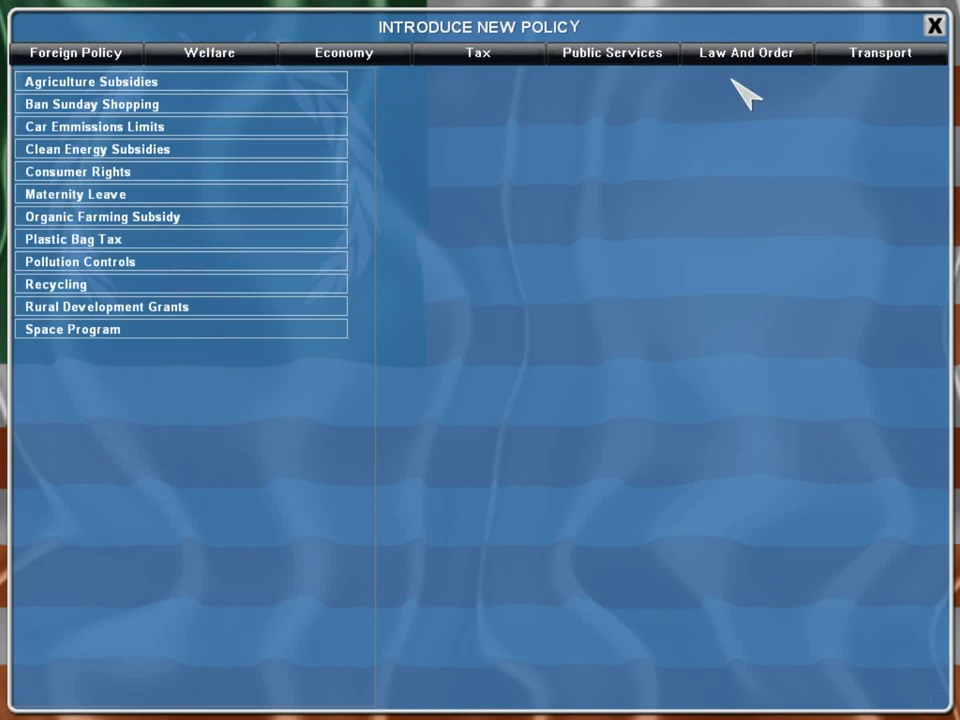 INTRODUCE NEW POLICY
X
Foreign Policy Welfare Economy Tax Public Services Law And Order Transport
Agriculture Subsidies
Ban Sunday Shopping
Car Emmissions Limits
Clean Energy Subsidies
Consumer Rights
Maternity Leave
Organic Farming Subsidy
Plastic Bag Tax
Pollution Controls
Recycling
Rural Development Grants
Space Program